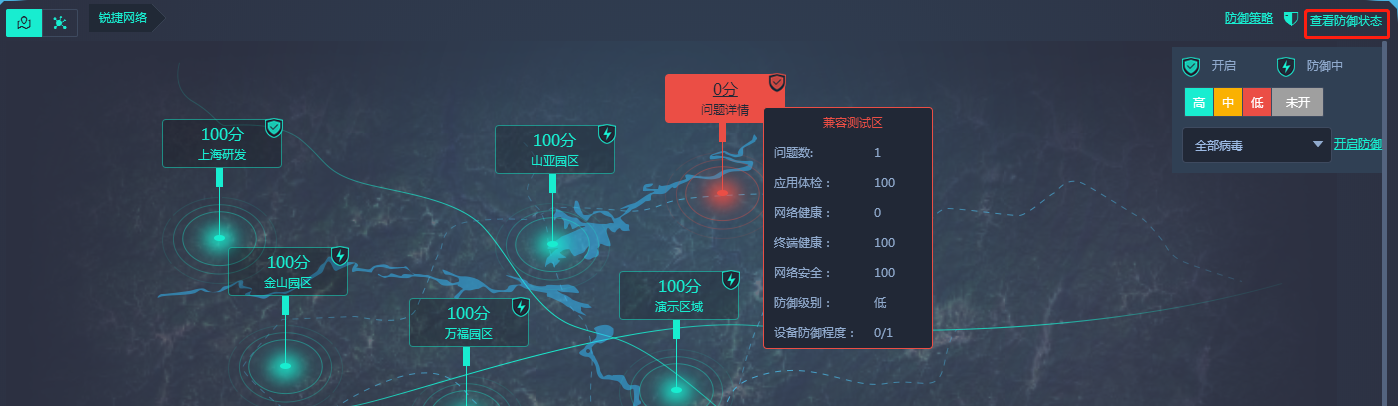 锐捷网络
防御策略
查看防御状态
开启
防御中
高 中 低 未开
全部病毒
开启防御
0分
问题详情
100分
上海研发
100分
山亚园区
兼容测试区
问题数: 1
应用体检： 100
网络健康： 0
终端健康： 100
网络安全： 100
防御级别： 低
设备防御程度： 0/1
100分
金山园区
100分
演示区域
100分
万福园区